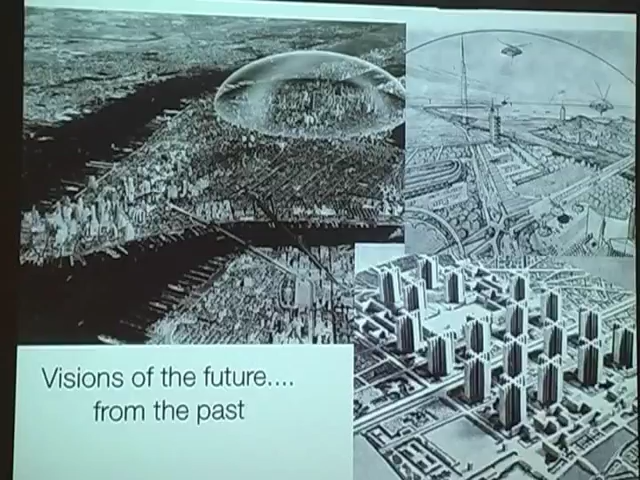 Visions of the future....
from the past